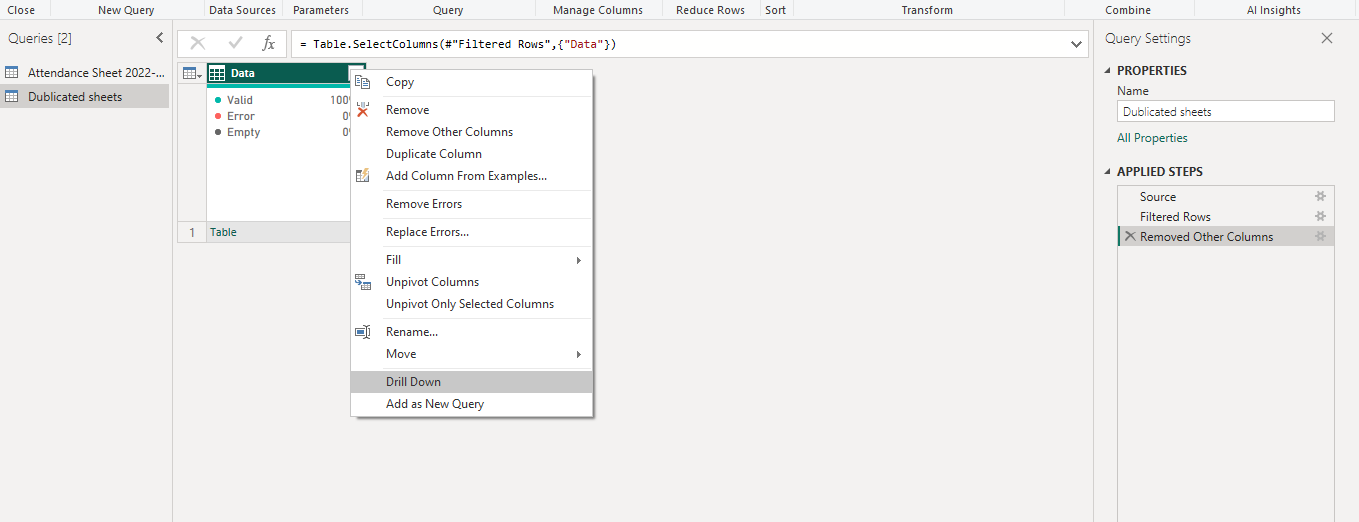 Close New Query Data Sources Parameters Query Manage Columns Reduce Rows Sort Transform Combine AI Insights
Queries [2]
Attendance Sheet 2022-...
Dublicated sheets
fx
= Table.SelectColumns(#"Filtered Rows",{"Data"})
Data
Valid 100%
Error 0%
Empty 0%
1 Table
Copy
Remove
Remove Other Columns
Duplicate Column
Add Column From Examples...
Remove Errors
Replace Errors...
Fill
Unpivot Columns
Unpivot Only Selected Columns
Rename...
Move
Drill Down
Add as New Query
Query Settings
PROPERTIES
Name
Dublicated sheets
All Properties
APPLIED STEPS
Source
Filtered Rows
Removed Other Columns